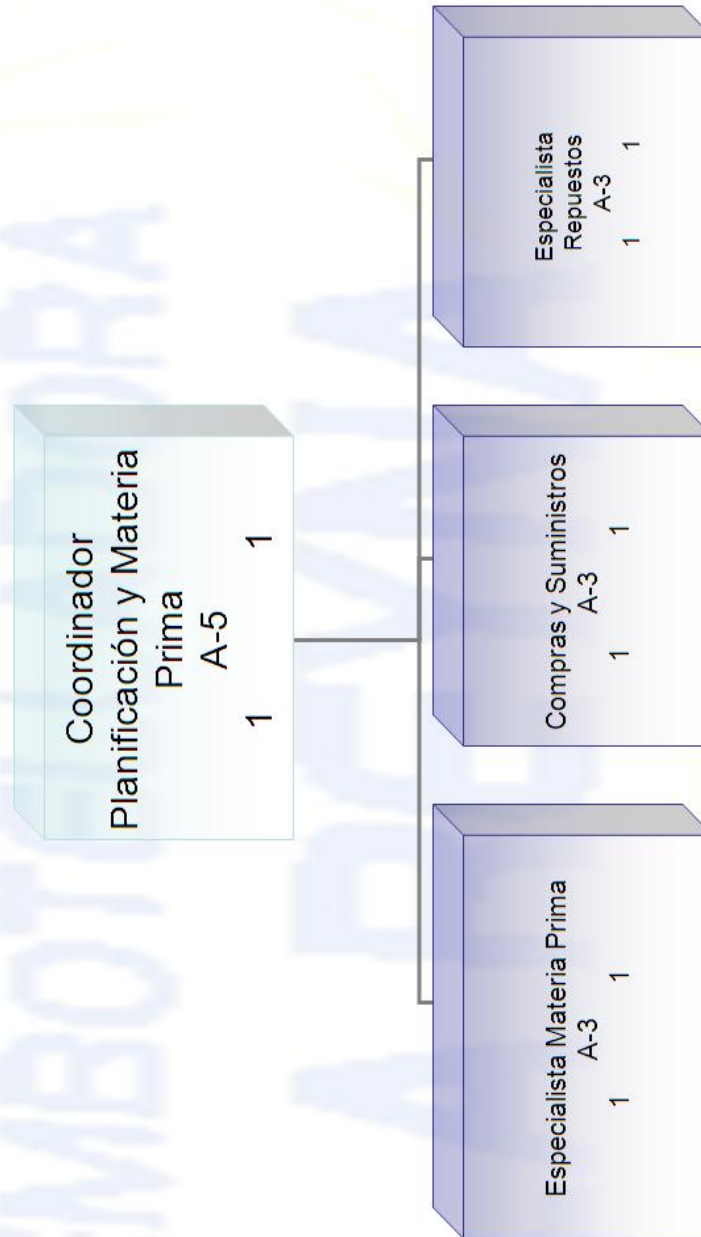 Coordinador
Planificación y Materia
Prima
A-5
1 1
Especialista Materia Prima
A-3
1 1
Compras y Suministros
A-3
1 1
Especialista
Repuestos
A-3
1 1